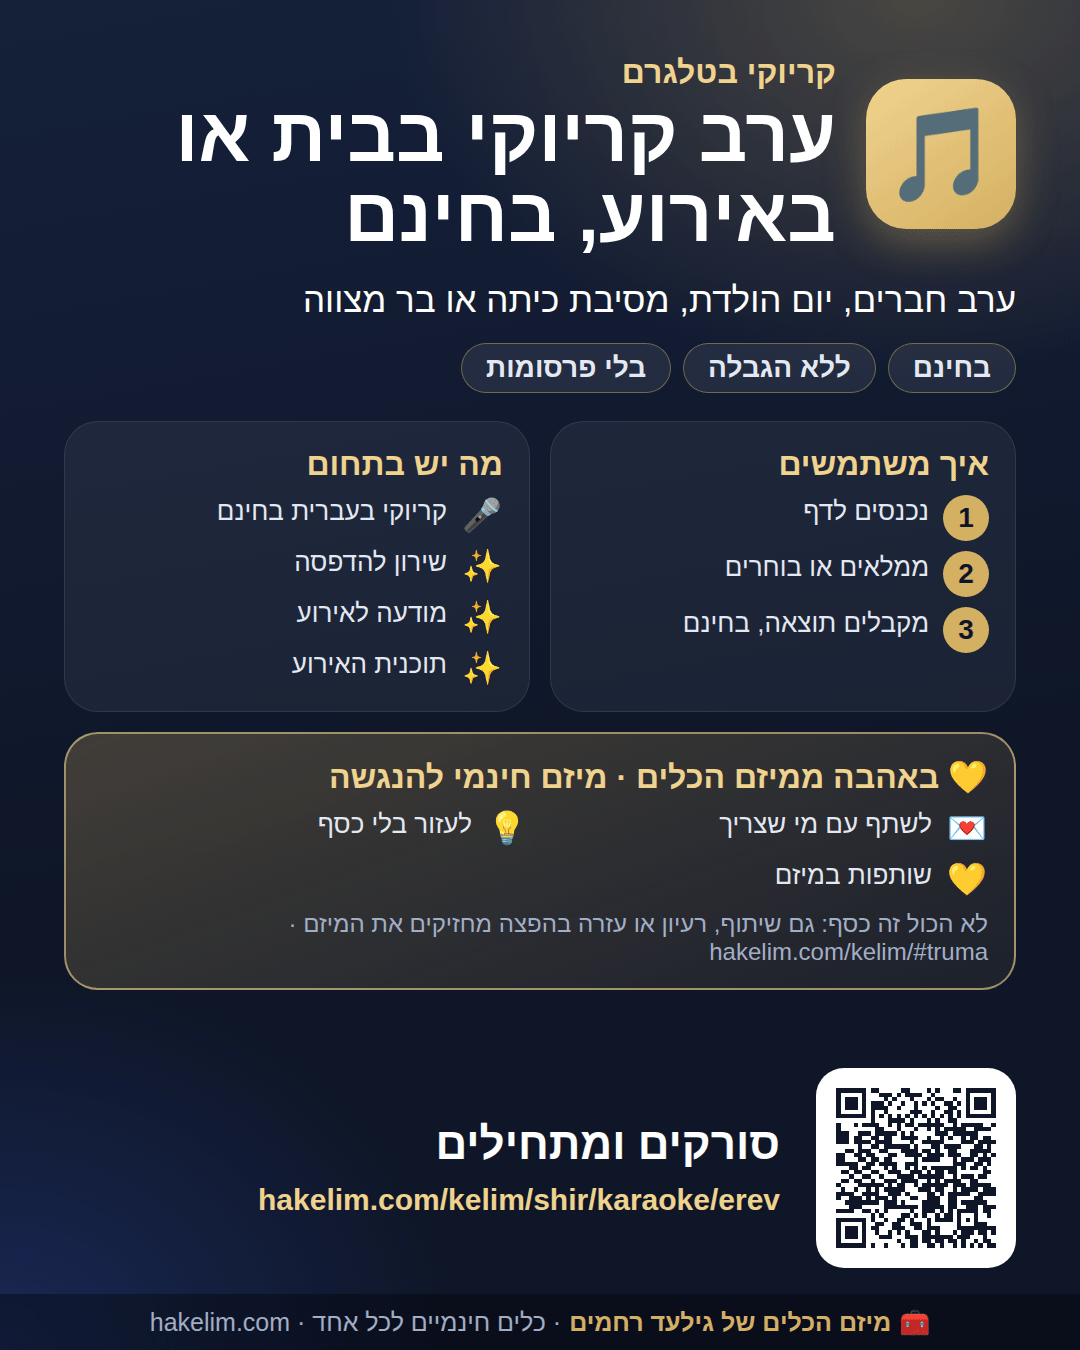 קריוקי בטלגרם
ערב קריוקי בבית או
באירוע, בחינם
ערב חברים, יום הולדת, מסיבת כיתה או בר מצווה
בחינם
ללא הגבלה
בלי פרסומות
איך משתמשים
1 נכנסים לדף
2 ממלאים או בוחרים
3 מקבלים תוצאה, בחינם
מה יש בתחום
קריוקי בעברית בחינם
שירון להדפסה
מודעה לאירוע
תוכנית האירוע
באהבה ממיזם הכלים · מיזם חינמי להנגשה
לשתף עם מי שצריך
לעזור בלי כסף
שותפות במיזם
לא הכול זה כסף: גם שיתוף, רעיון או עזרה בהפצה מחזיקים את המיזם ·
hakelim.com/kelim/#truma
סורקים ומתחילים
hakelim.com/kelim/shir/karaoke/erev
מיזם הכלים של גילעד רחמים · כלים חינמיים לכל אחד · hakelim.com